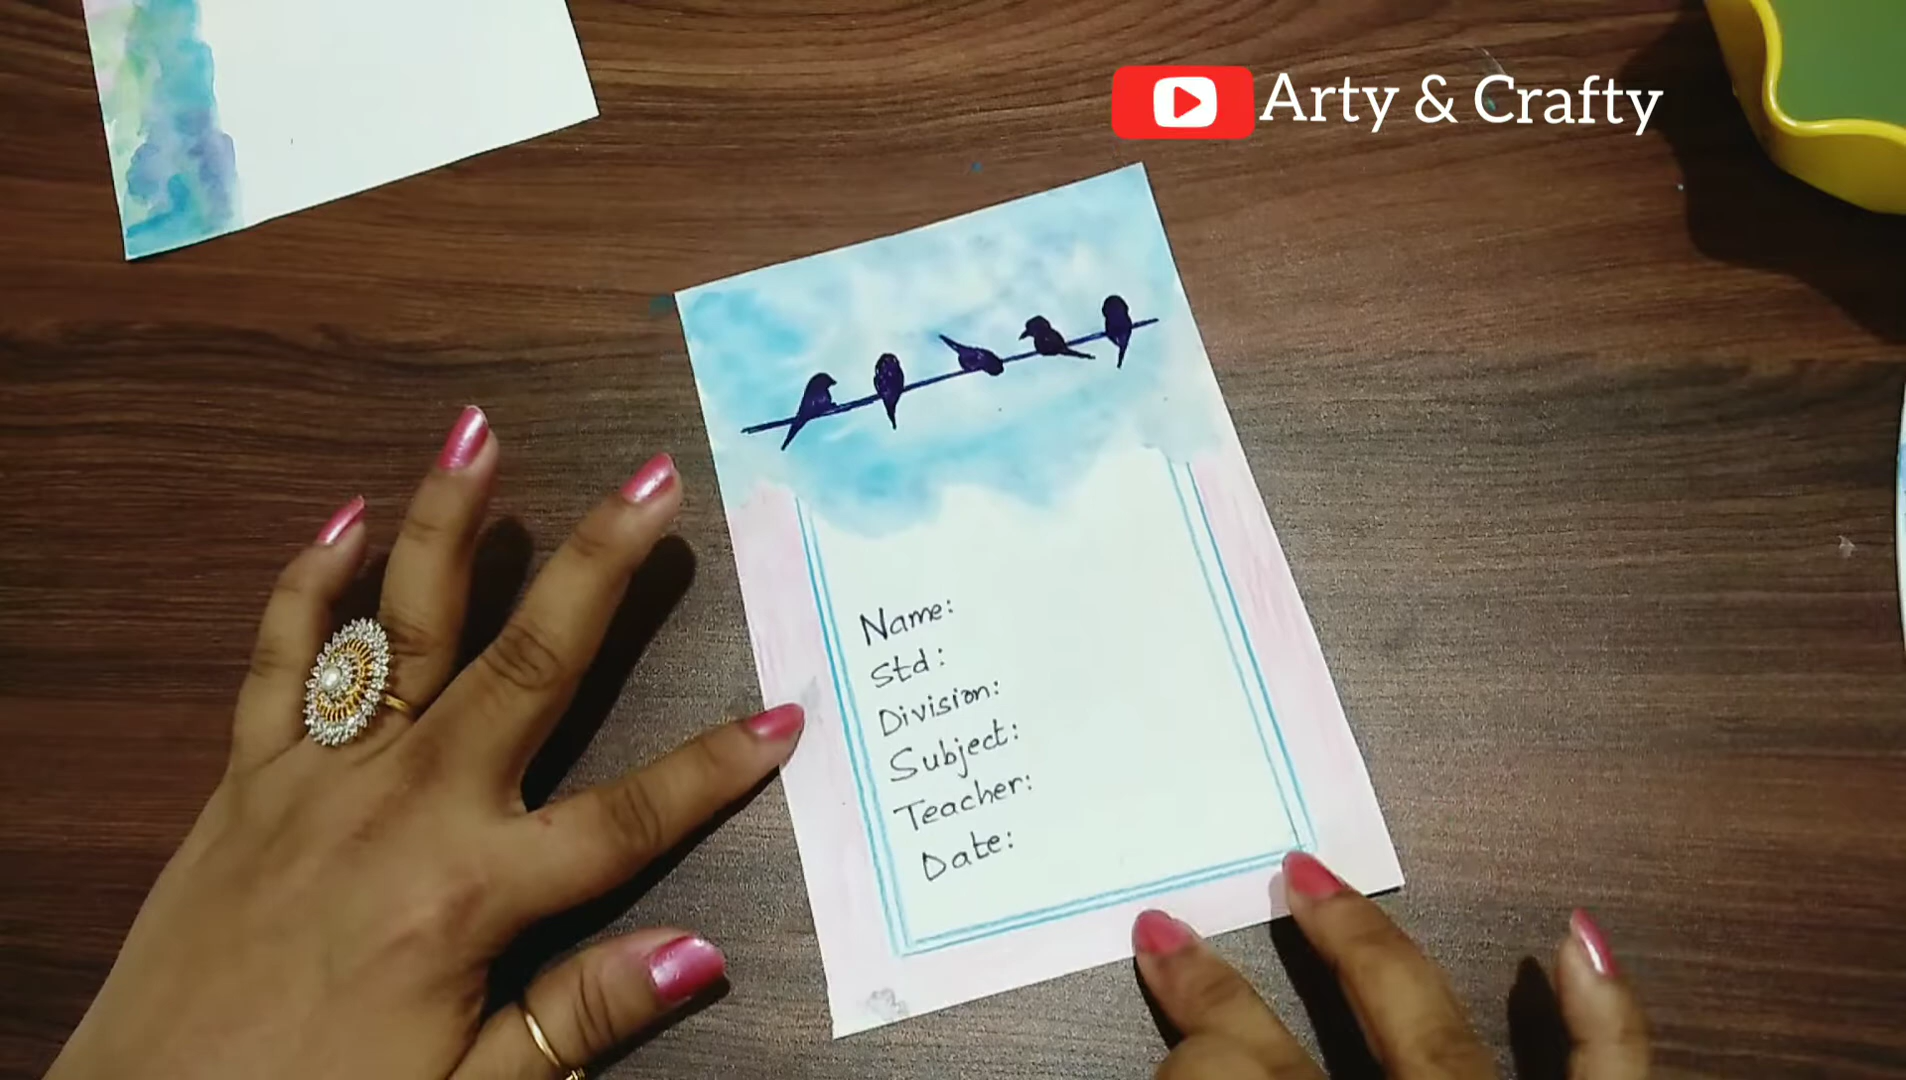 Arty & Crafty
Name:
Std:
Division:
Subject:
Teacher:
Date: